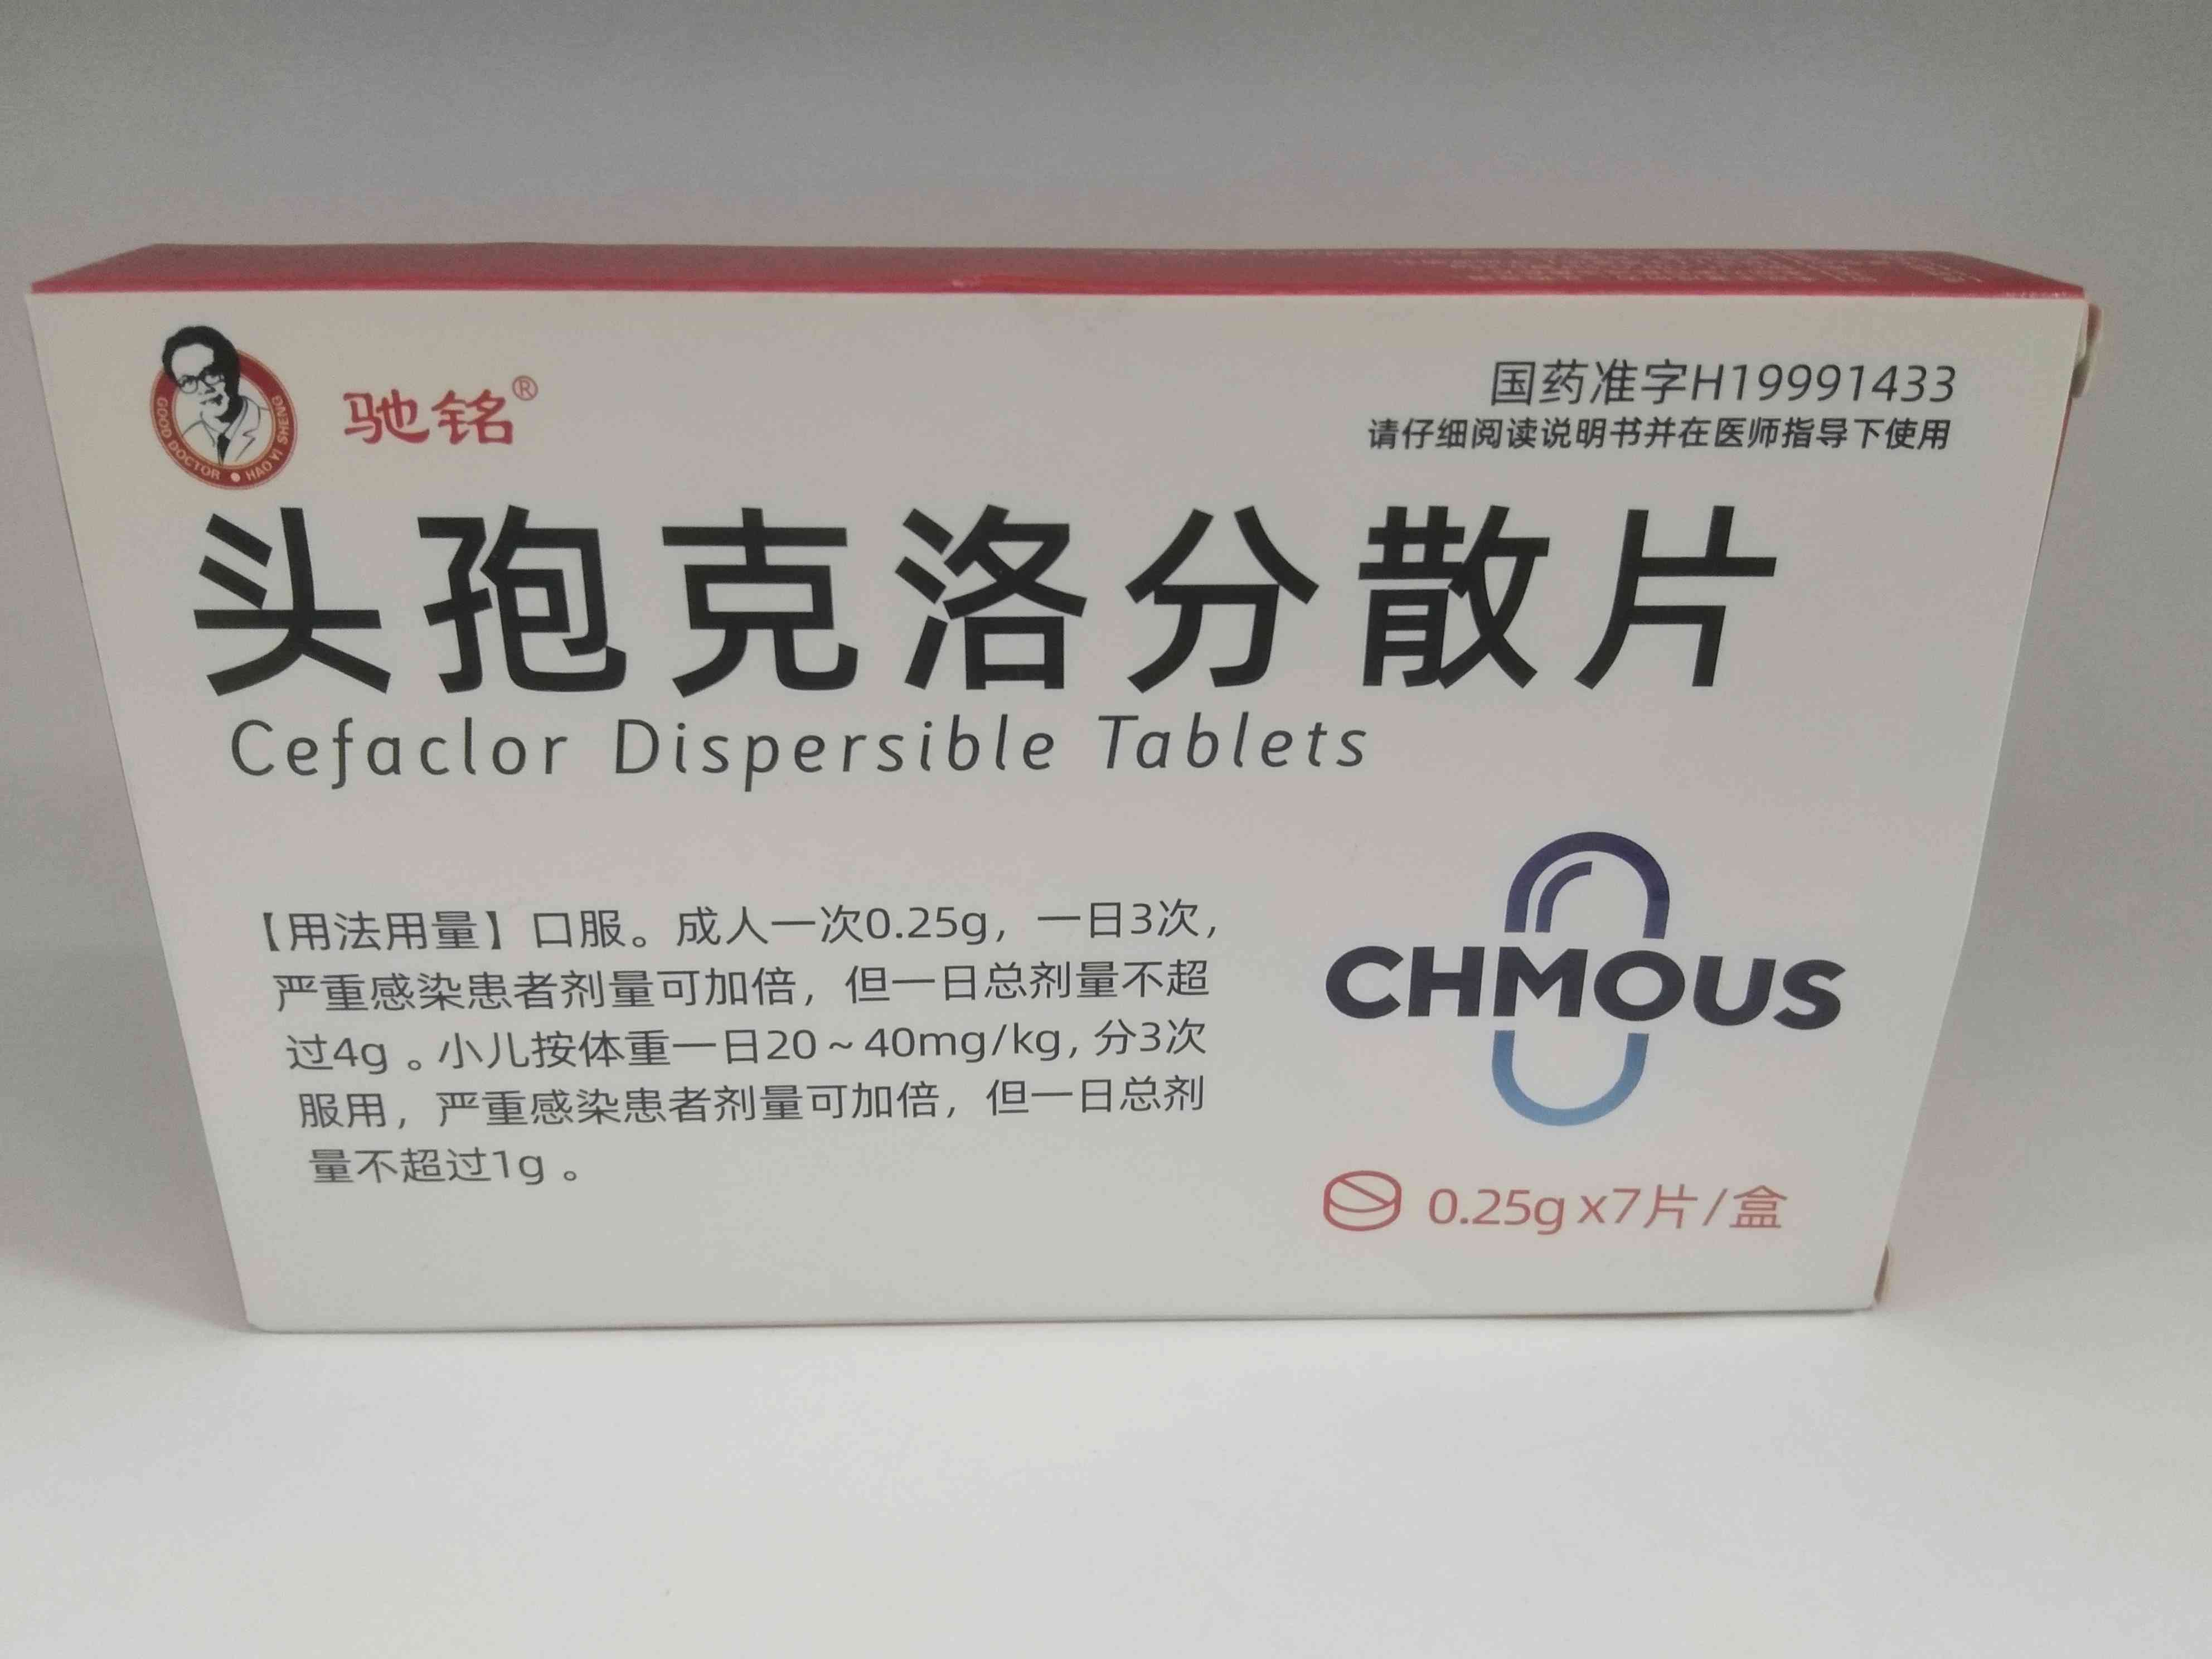 GOOD DOCTOR • HAO YI SHENG
驰铭®
国药准字H19991433
请仔细阅读说明书并在医师指导下使用
头孢克洛分散片
Cefaclor Dispersible Tablets
【用法用量】口服。成人一次0.25g，一日3次，
严重感染患者剂量可加倍，但一日总剂量不超
过4g。小儿按体重一日20～40mg/kg，分3次
服用，严重感染患者剂量可加倍，但一日总剂
量不超过1g。
CHMOUS
0.25gx7片/盒